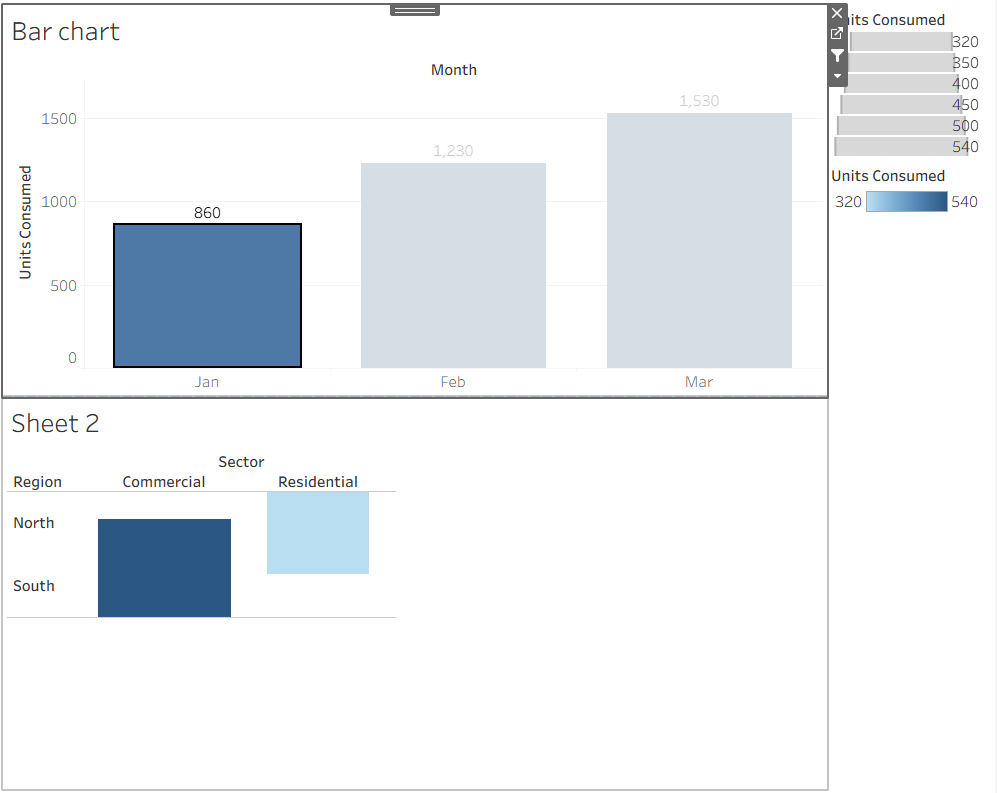 Bar chart
Month
Units Consumed
1500
1000
500
0
860
1,230
1,530
Jan Feb Mar
Sheet 2
Sector
Region Commercial Residential
North
South
its Consumed
320
350
400
450
500
540
Units Consumed
320 540